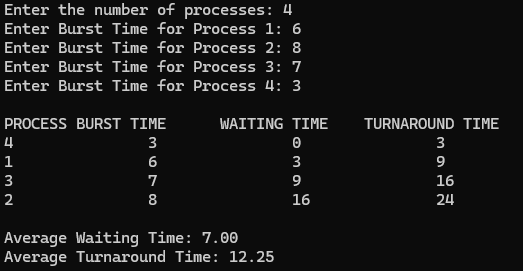 Enter the number of processes: 4
Enter Burst Time for Process 1: 6
Enter Burst Time for Process 2: 8
Enter Burst Time for Process 3: 7
Enter Burst Time for Process 4: 3
PROCESS BURST TIME      WAITING TIME    TURNAROUND TIME
4               3               0               3
1               6               3               9
3               7               9               16
2               8               16              24
Average Waiting Time: 7.00
Average Turnaround Time: 12.25